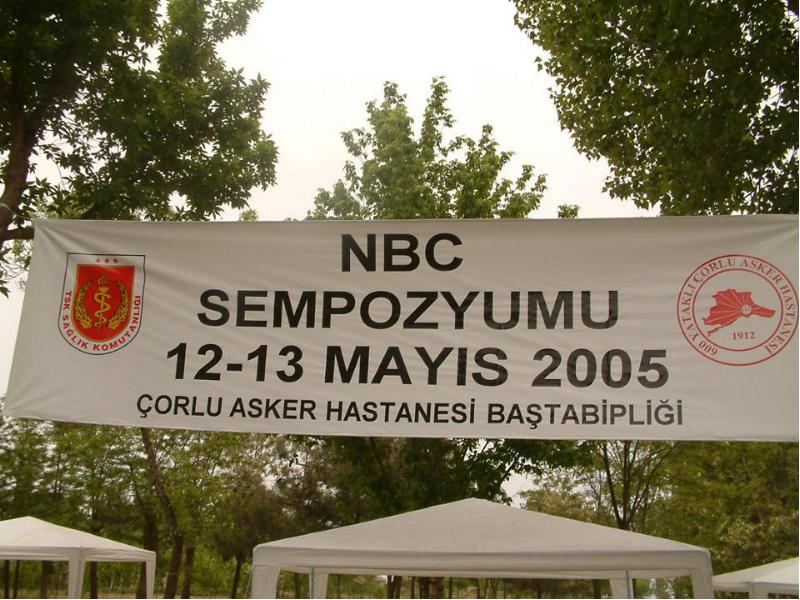 NBC
SEMPOZYUMU
12-13 MAYIS 2005
ÇORLU ASKER HASTANESİ BAŞTABİPLİĞİ
TSK SAĞLIK KOMUTANLIĞI
600 YATAKLI ÇORLU ASKER HASTANESİ
1912